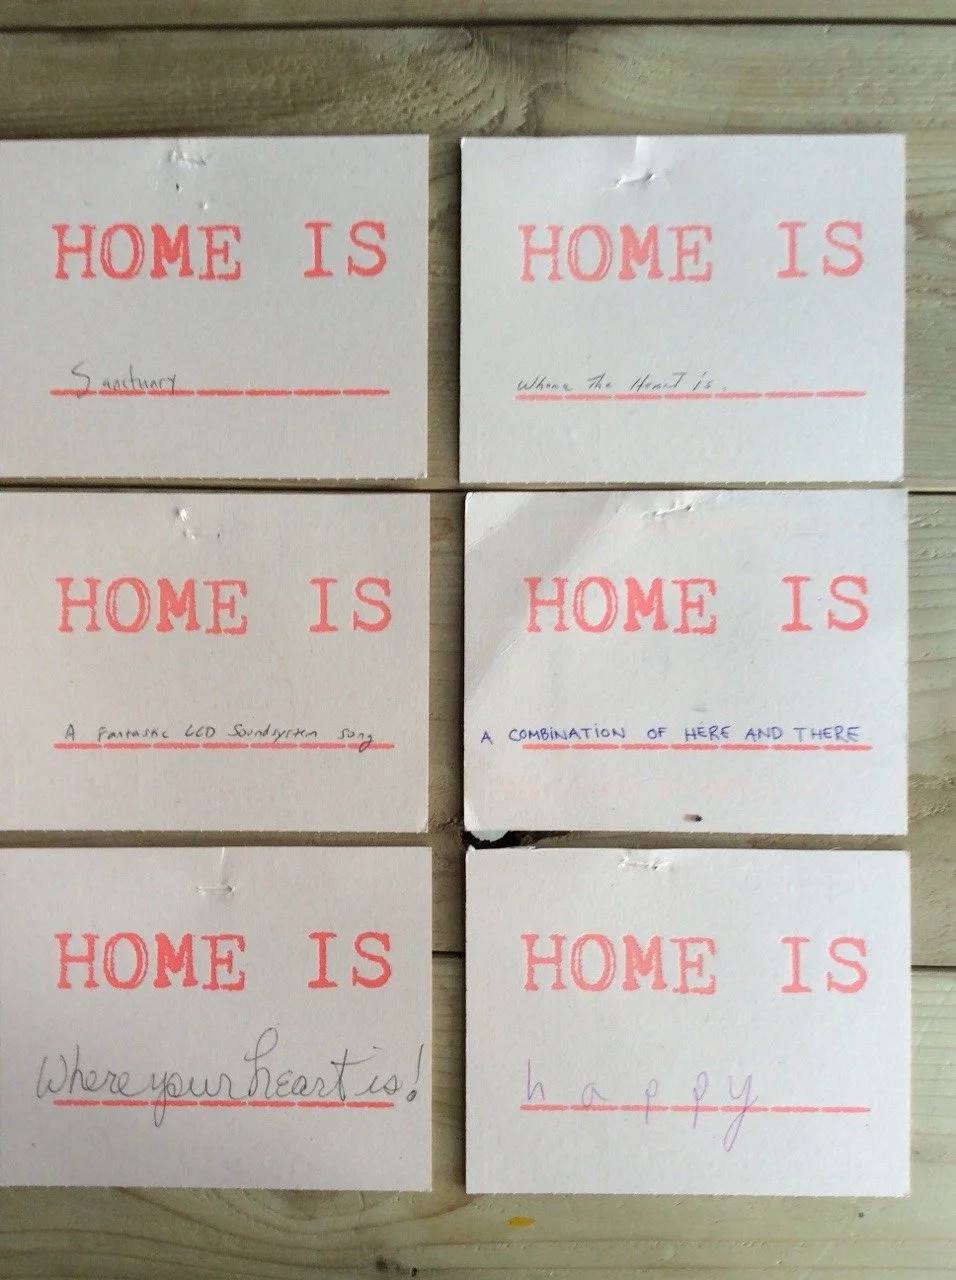 HOME IS
Sanctuary
HOME IS
Where the Heart is.
HOME IS
A Fantastic LCD Soundsystem song
HOME IS
A COMBINATION OF HERE AND THERE
HOME IS
Where your heart is!
HOME IS
happy